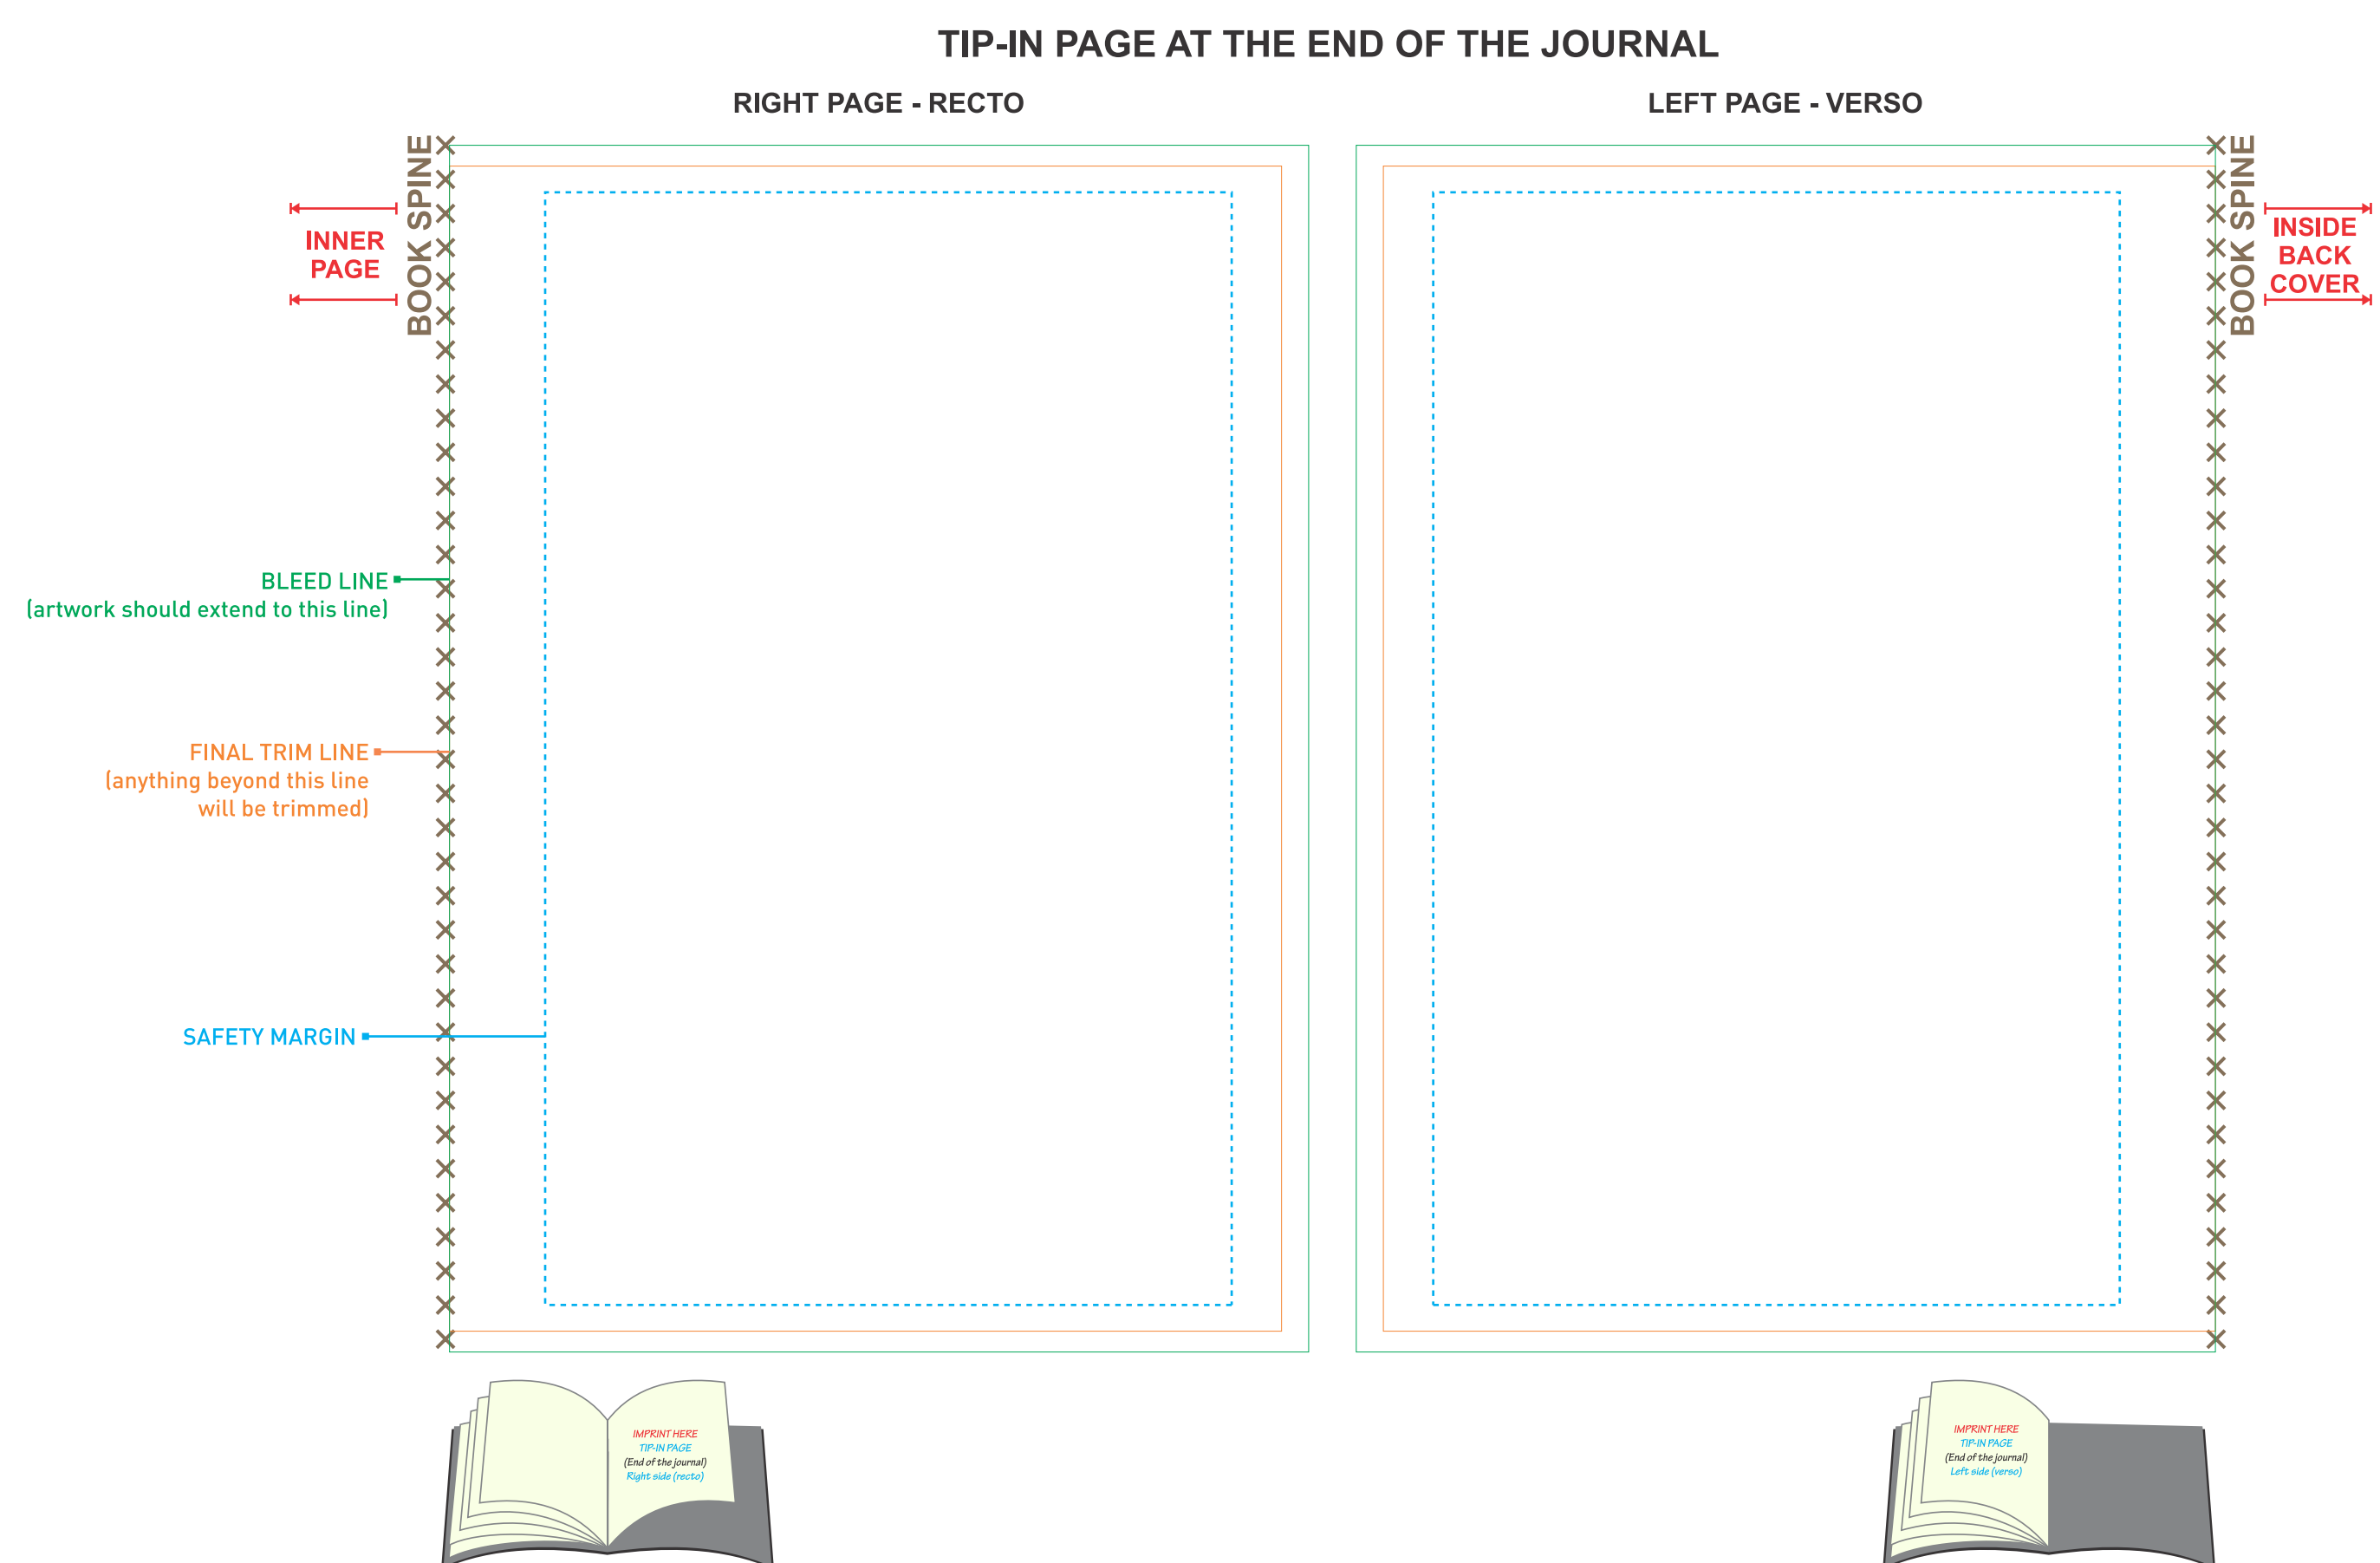 TIP-IN PAGE AT THE END OF THE JOURNAL
RIGHT PAGE - RECTO
LEFT PAGE - VERSO
BOOK SPINE
INNER
PAGE
BOOK SPINE
INSIDE
BACK
COVER
BLEED LINE
(artwork should extend to this line)
FINAL TRIM LINE
(anything beyond this line
will be trimmed)
SAFETY MARGIN
IMPRINT HERE
TIP-IN PAGE
(End of the journal)
Right side (recto)
IMPRINT HERE
TIP-IN PAGE
(End of the journal)
Left side (verso)